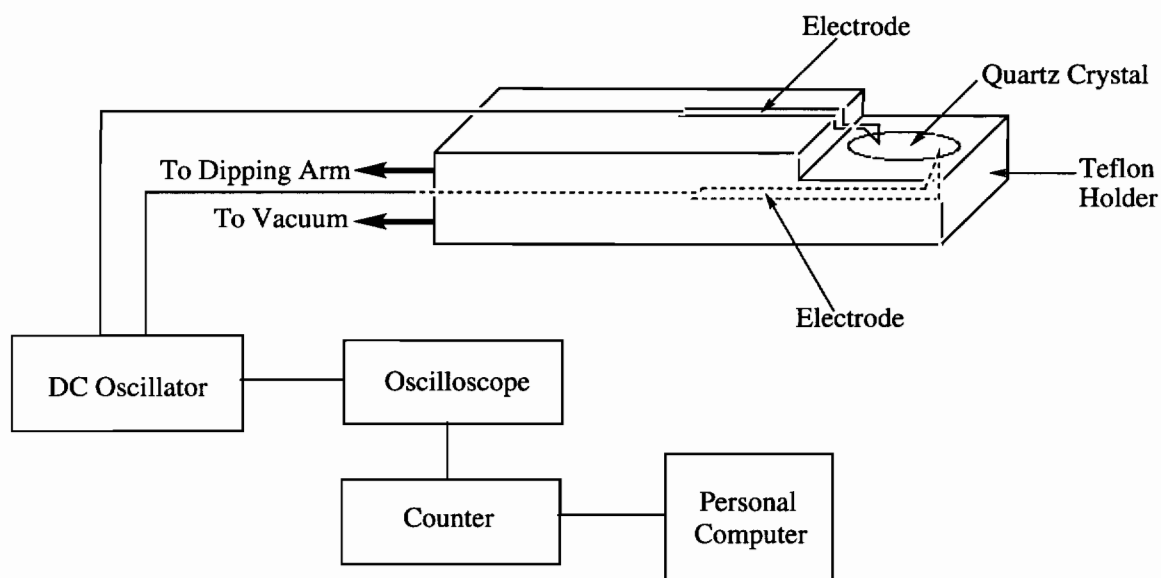 Electrode
Quartz Crystal
To Dipping Arm
Teflon
Holder
To Vacuum
Electrode
DC Oscillator
Oscilloscope
Counter
Personal
Computer